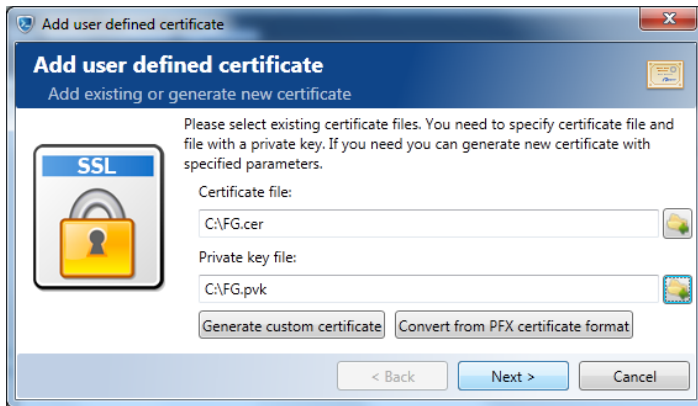 Add user defined certificate
X
Add user defined certificate
Add existing or generate new certificate
Please select existing certificate files. You need to specify certificate file and
file with a private key. If you need you can generate new certificate with
specified parameters.
SSL
Certificate file:
C:\FG.cer
Private key file:
C:\FG.pvk
Generate custom certificate Convert from PFX certificate format
< Back Next > Cancel